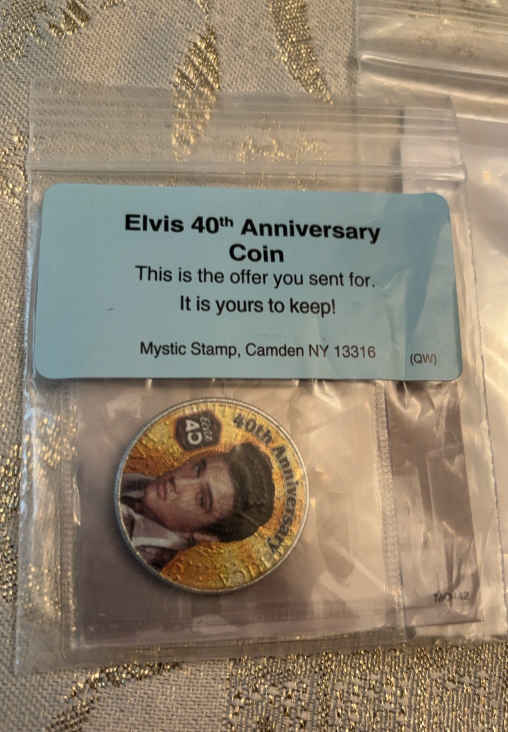 Elvis 40th Anniversary
Coin
This is the offer you sent for.
It is yours to keep!
Mystic Stamp, Camden NY 13316 (QW)
40th Anniversary